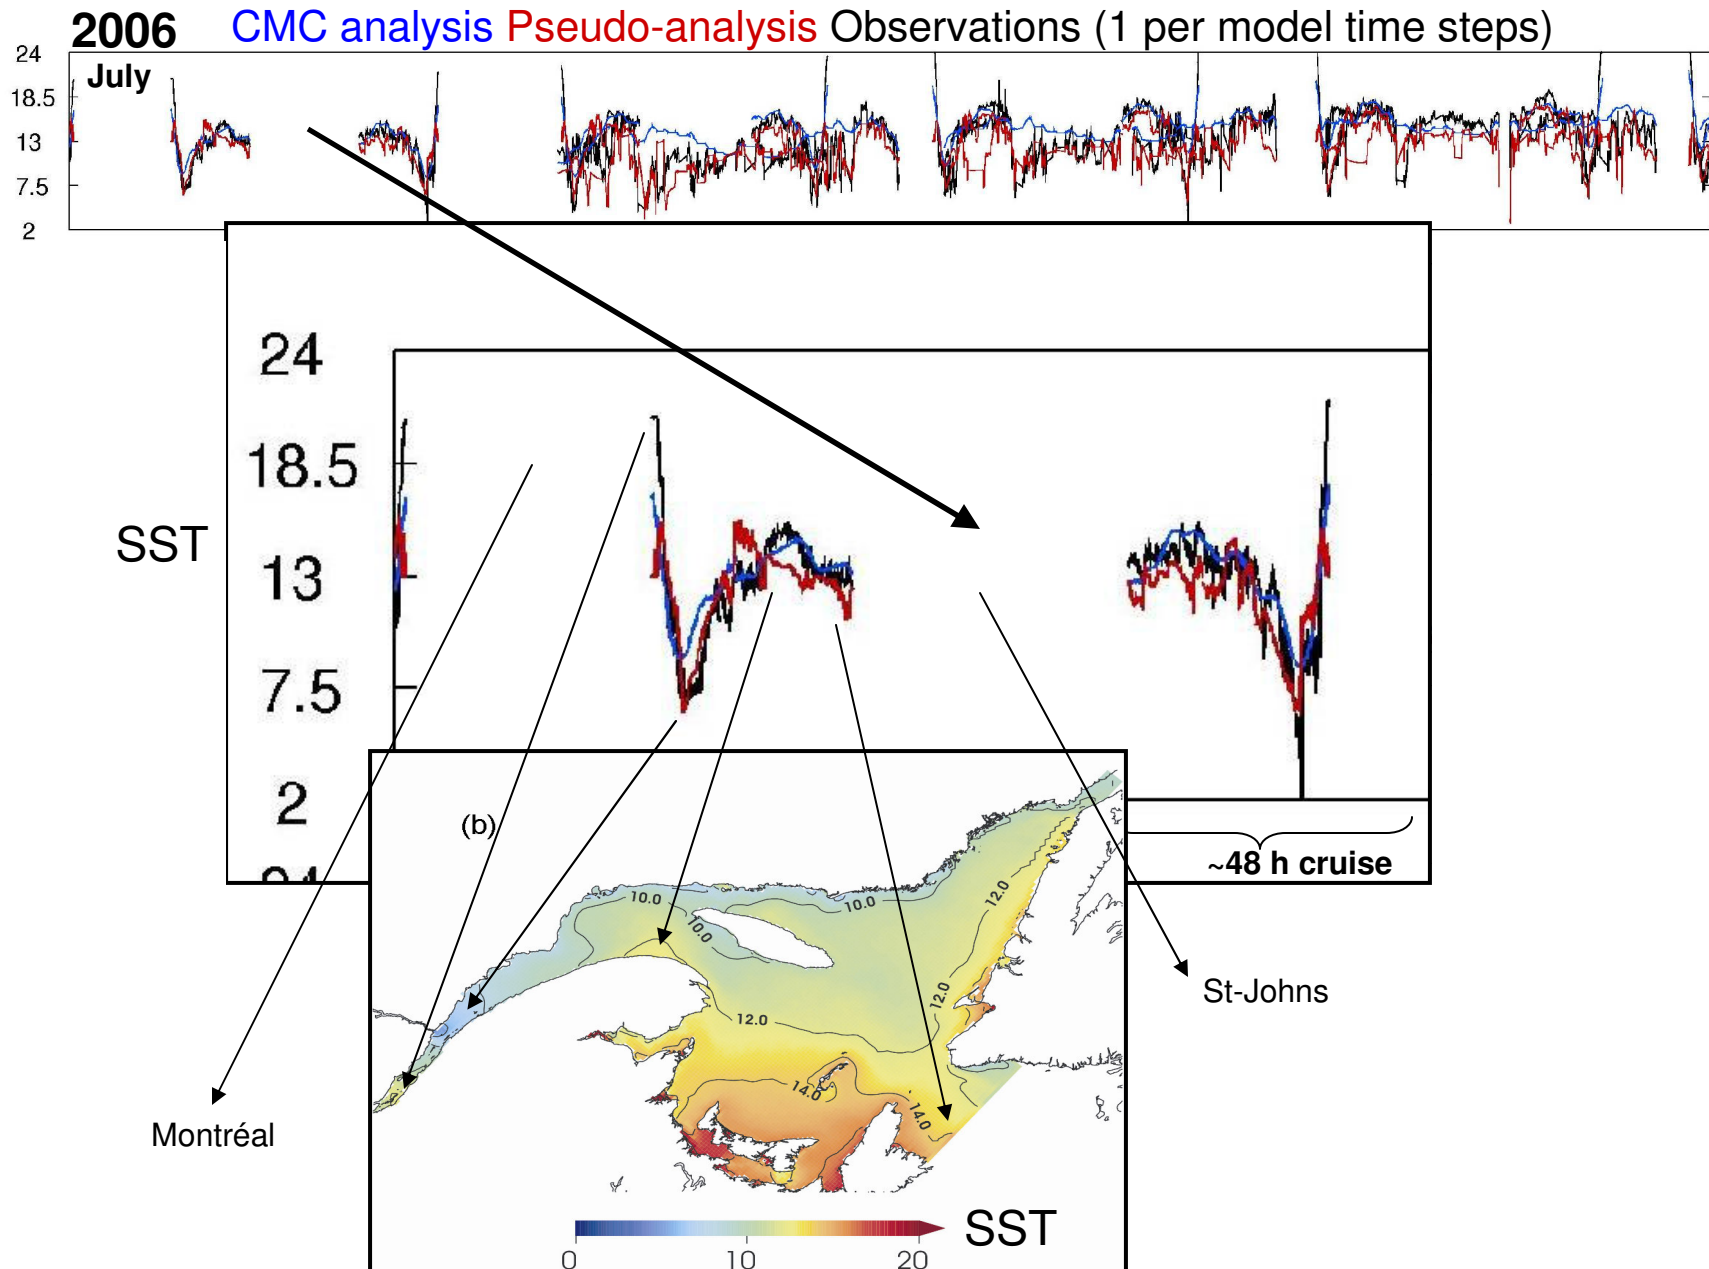 2006 CMC analysis Pseudo-analysis Observations (1 per model time steps)
July
24
18.5
13
7.5
2
24
18.5
SST
13
7.5
2
~48 h cruise
(b)
10.0
10.0
10.0
12.0
12.0
12.0
14.0
14.0
St-Johns
Montréal
SST
0 10 20